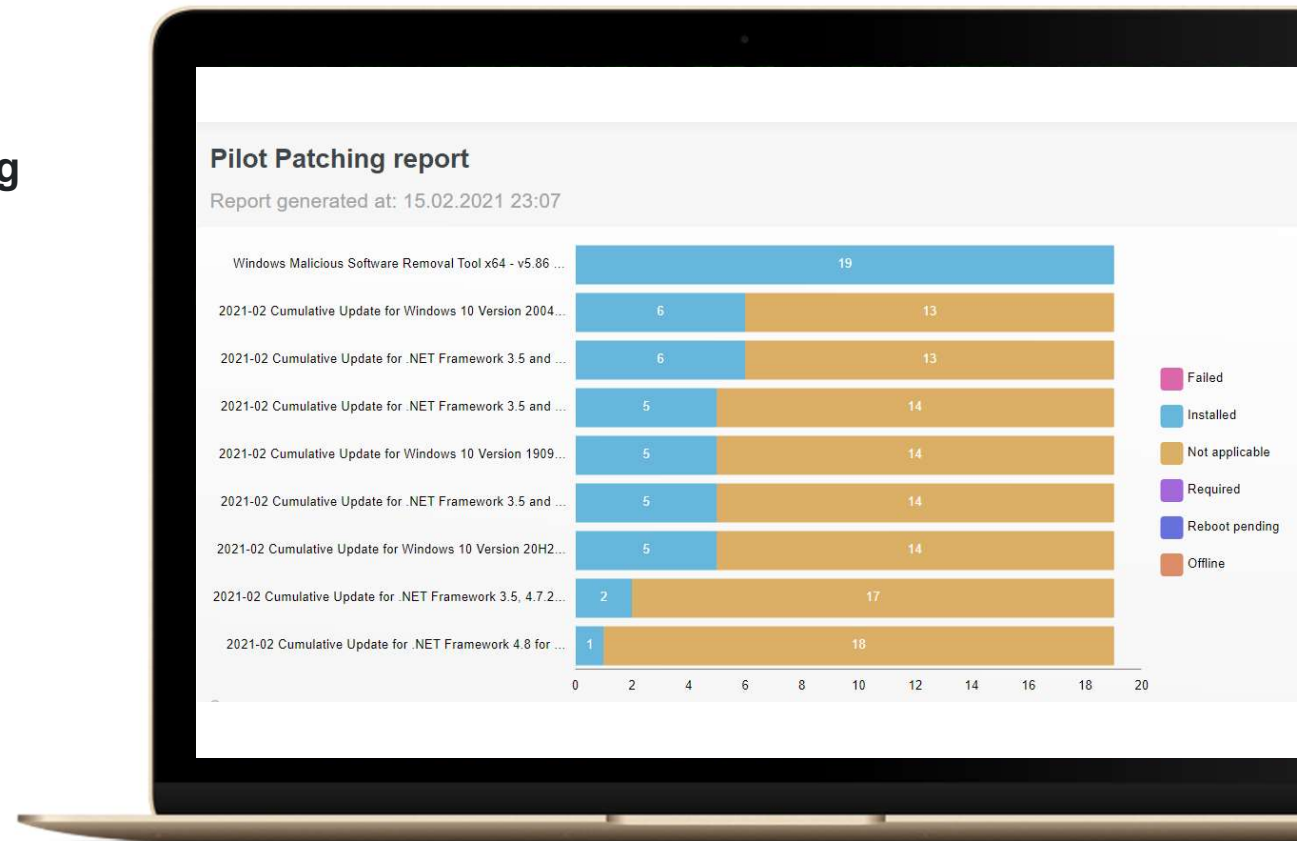 g
Pilot Patching report
Report generated at: 15.02.2021 23:07
Windows Malicious Software Removal Tool x64 - v5.86 ... 19
2021-02 Cumulative Update for Windows 10 Version 2004... 6 13
2021-02 Cumulative Update for .NET Framework 3.5 and ... 6 13
2021-02 Cumulative Update for .NET Framework 3.5 and ... 5 14
2021-02 Cumulative Update for Windows 10 Version 1909... 5 14
2021-02 Cumulative Update for .NET Framework 3.5 and ... 5 14
2021-02 Cumulative Update for Windows 10 Version 20H2... 5 14
2021-02 Cumulative Update for .NET Framework 3.5, 4.7.2... 2 17
2021-02 Cumulative Update for .NET Framework 4.8 for ... 1 18
0 2 4 6 8 10 12 14 16 18 20
Failed
Installed
Not applicable
Required
Reboot pending
Offline